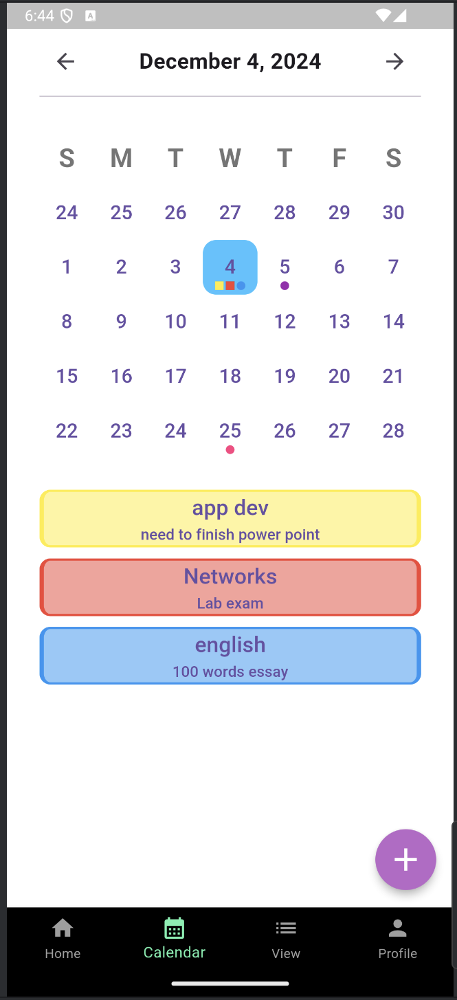 6:44
A
December 4, 2024
S M T W T F S
24 25 26 27 28 29 30
1 2 3 4 5 6 7
8 9 10 11 12 13 14
15 16 17 18 19 20 21
22 23 24 25 26 27 28
app dev
need to finish power point
Networks
Lab exam
english
100 words essay
Home Calendar View Profile